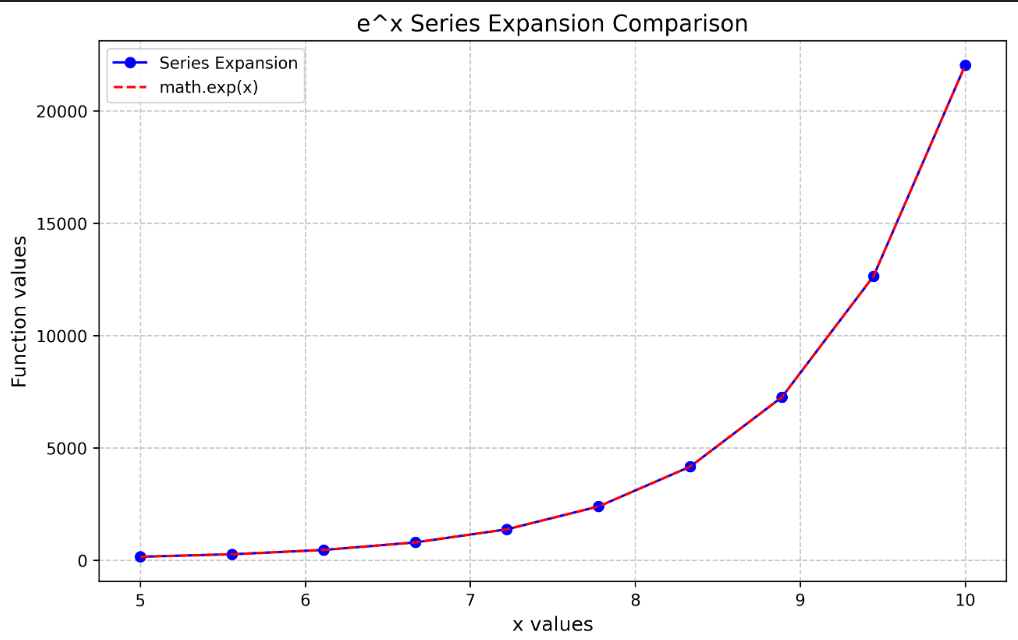 e^x Series Expansion Comparison
Series Expansion
math.exp(x)
20000
15000
10000
5000
0
Function values
5 6 7 8 9 10
x values